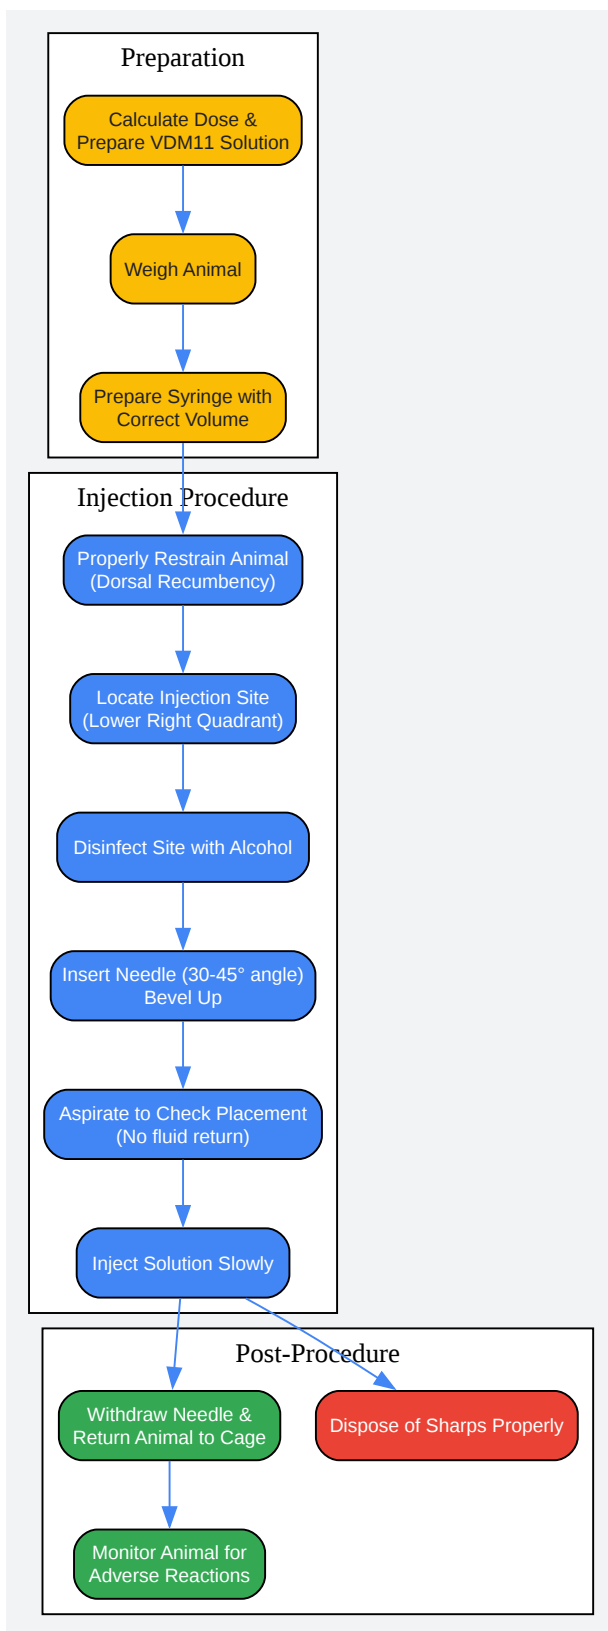 Preparation
Calculate Dose &
Prepare VDM11 Solution
Weigh Animal
Prepare Syringe with
Correct Volume
Injection Procedure
Properly Restrain Animal
(Dorsal Recumbency)
Locate Injection Site
(Lower Right Quadrant)
Disinfect Site with Alcohol
Insert Needle (30-45° angle)
Bevel Up
Aspirate to Check Placement
(No fluid return)
Inject Solution Slowly
Post-Procedure
Withdraw Needle &
Return Animal to Cage
Dispose of Sharps Properly
Monitor Animal for
Adverse Reactions